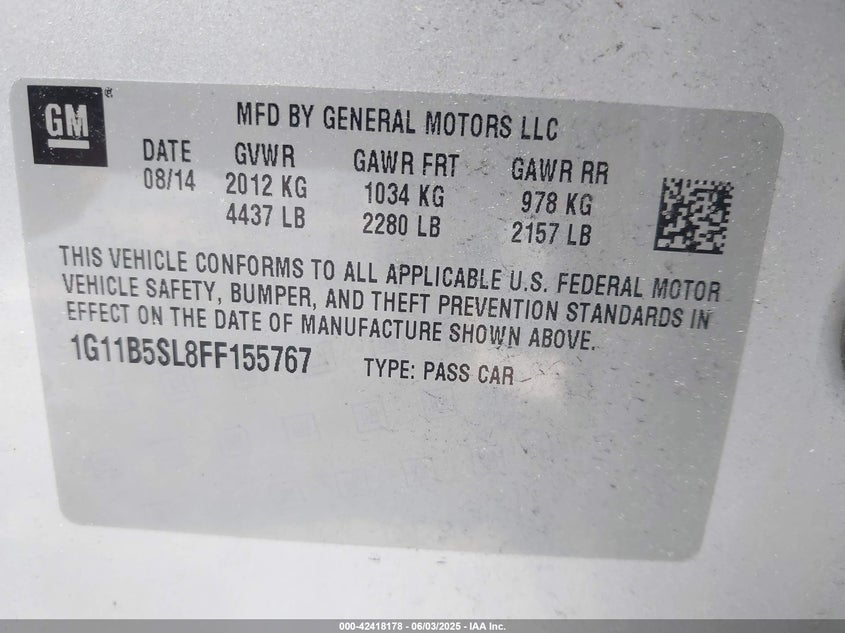 GM
MFD BY GENERAL MOTORS LLC
DATE GVWR GAWR FRT GAWR RR
08/14 2012 KG 1034 KG 978 KG
4437 LB 2280 LB 2157 LB
THIS VEHICLE CONFORMS TO ALL APPLICABLE U.S. FEDERAL MOTOR
VEHICLE SAFETY, BUMPER, AND THEFT PREVENTION STANDARDS IN
EFFECT ON THE DATE OF MANUFACTURE SHOWN ABOVE.
1G11B5SL8FF155767 TYPE: PASS CAR
000-42418178 - 06/03/2025 - IAA Inc.